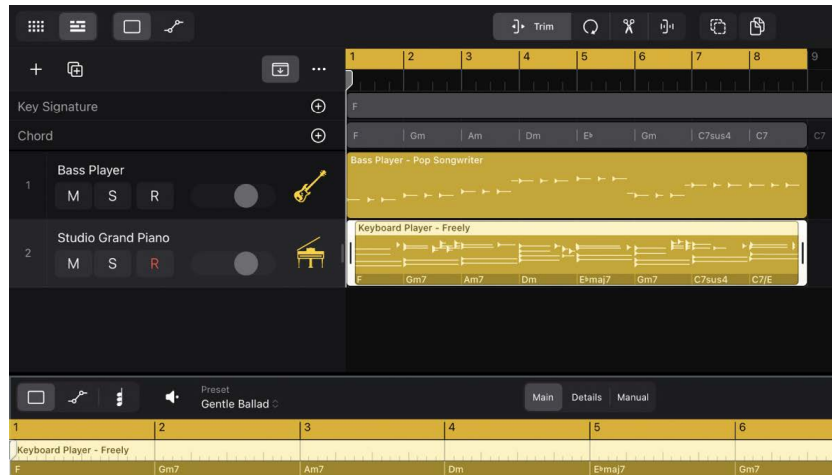 Trim
1 2 3 4 5 6 7 8 9
Key Signature
F
Chord
F Gm Am Dm E♭ Gm C7sus4 C7 C7
1
Bass Player
M S R
Bass Player - Pop Songwriter
2
Studio Grand Piano
M S R
Keyboard Player - Freely
F Gm7 Am7 Dm E♭maj7 Gm7 C7sus4 C7/E
Preset
Gentle Ballad
Main Details Manual
1 2 3 4 5 6
Keyboard Player - Freely
F Gm7 Am7 Dm E♭maj7 Gm7